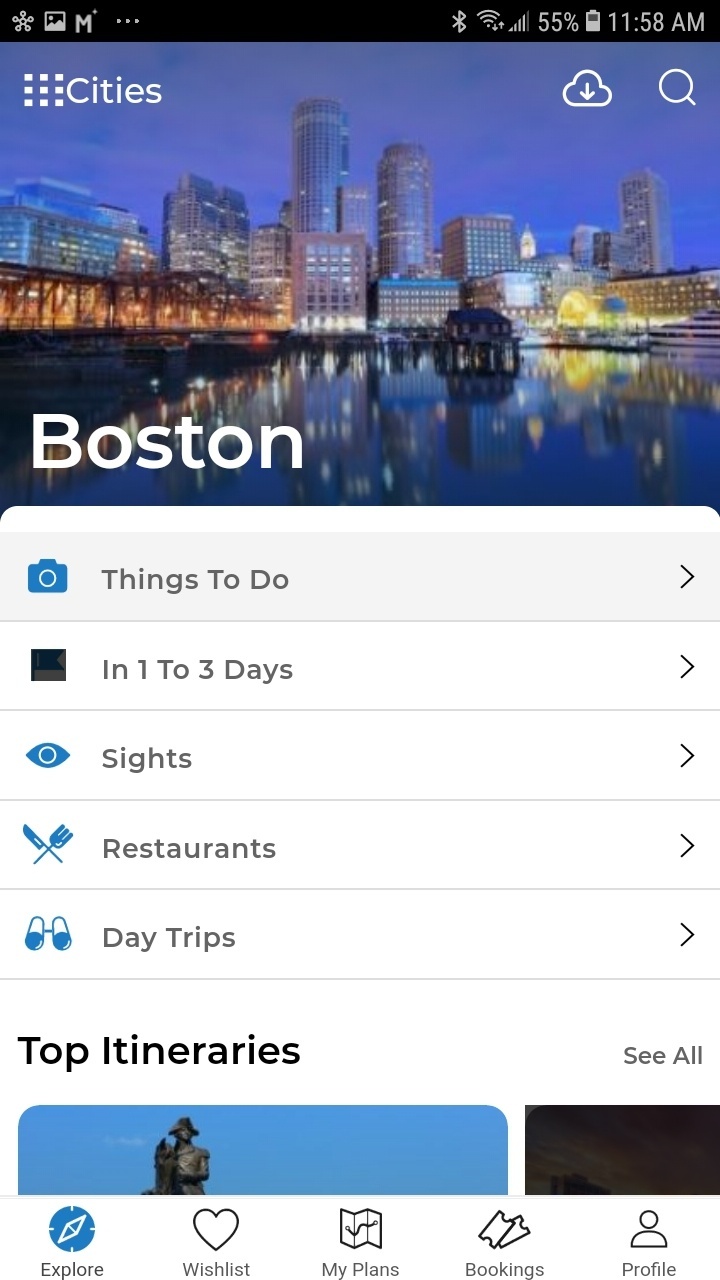 55% 11:58 AM
Cities
Boston
Things To Do
In 1 To 3 Days
Sights
Restaurants
Day Trips
Top Itineraries
See All
Explore Wishlist My Plans Bookings Profile